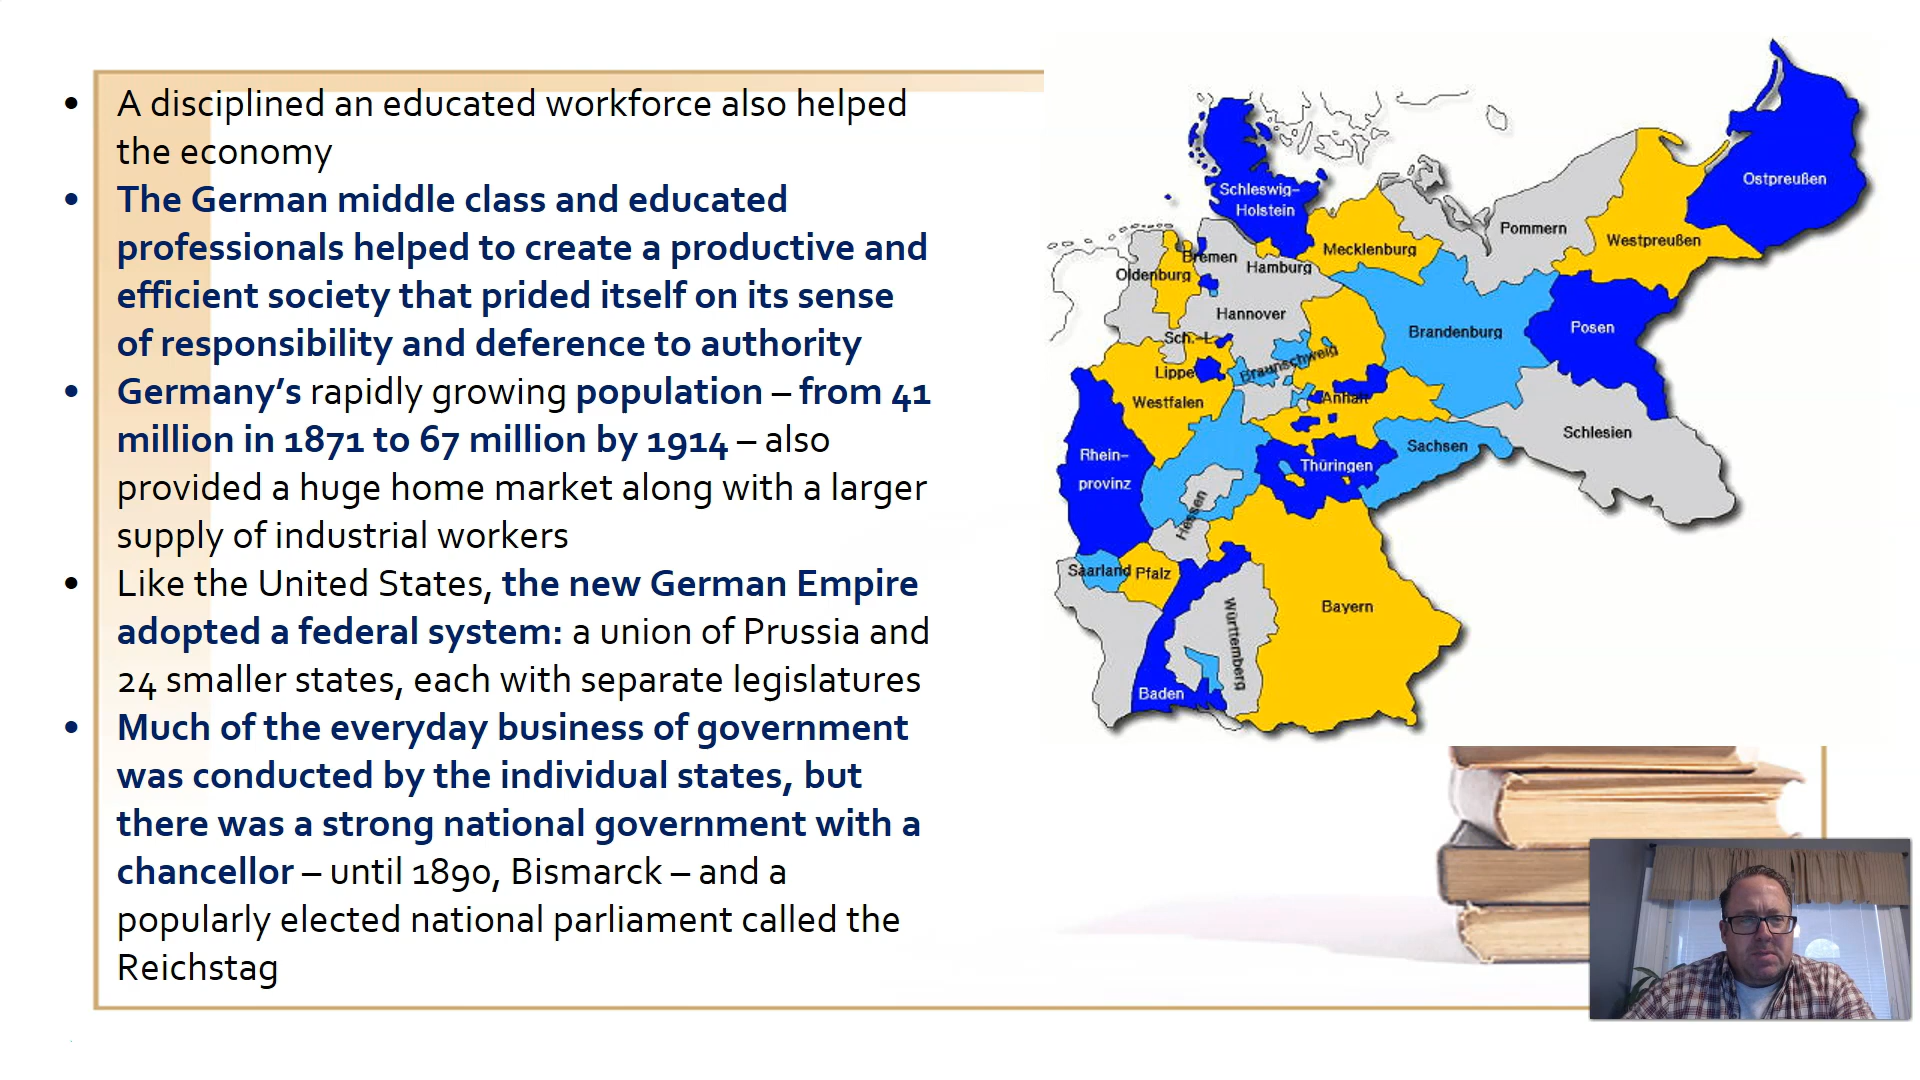 • A disciplined an educated workforce also helped
the economy
• The German middle class and educated
professionals helped to create a productive and
efficient society that prided itself on its sense
of responsibility and deference to authority
• Germany’s rapidly growing population – from 41
million in 1871 to 67 million by 1914 – also
provided a huge home market along with a larger
supply of industrial workers
• Like the United States, the new German Empire
adopted a federal system: a union of Prussia and
24 smaller states, each with separate legislatures
• Much of the everyday business of government
was conducted by the individual states, but
there was a strong national government with a
chancellor – until 1890, Bismarck – and a
popularly elected national parliament called the
Reichstag
Ostpreußen
Schleswig-
Holstein
Pommern
Westpreußen
Mecklenburg
Bremen
Hamburg
Oldenburg
Hannover
Posen
Brandenburg
Sch.-L.
Braunschweig
Lippe
Anhalt
Westfalen
Schlesien
Sachsen
Rhein-
provinz
Thüringen
Hessen
Saarland
Pfalz
Bayern
Württemberg
Baden